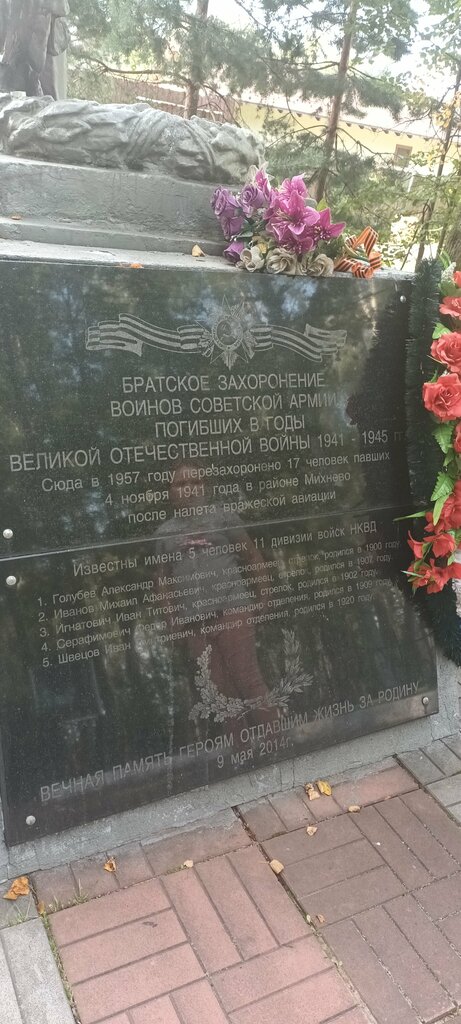 БРАТСКОЕ ЗАХОРОНЕНИЕ
ВОИНОВ СОВЕТСКОЙ АРМИИ
ПОГИБШИХ В ГОДЫ
ВЕЛИКОЙ ОТЕЧЕСТВЕННОЙ ВОЙНЫ 1941 - 1945 ГГ
Сюда в 1957 году перезахоронено 17 человек павших
4 ноября 1941 года в районе Михнево
после налета вражеской авиации
Известны имена 5 человек 11 дивизии войск НКВД
1. Голубев Александр Максимович, красноармеец, стрелок, родился в 1900 году
2. Иванов Михаил Афанасьевич, красноармеец, стрелок, родился в 1907 году
3. Игнатович Иван Титович, красноармеец, стрелок, родился в 1902 году
4. Серафимович Федор Иванович, командир отделения, родился в 1909 году
5. Швецов Иван командир отделения, родился в 1920 году
ВЕЧНАЯ ПАМЯТЬ ГЕРОЯМ ОТДАВШИМ ЖИЗНЬ ЗА РОДИНУ
9 мая 2014г.